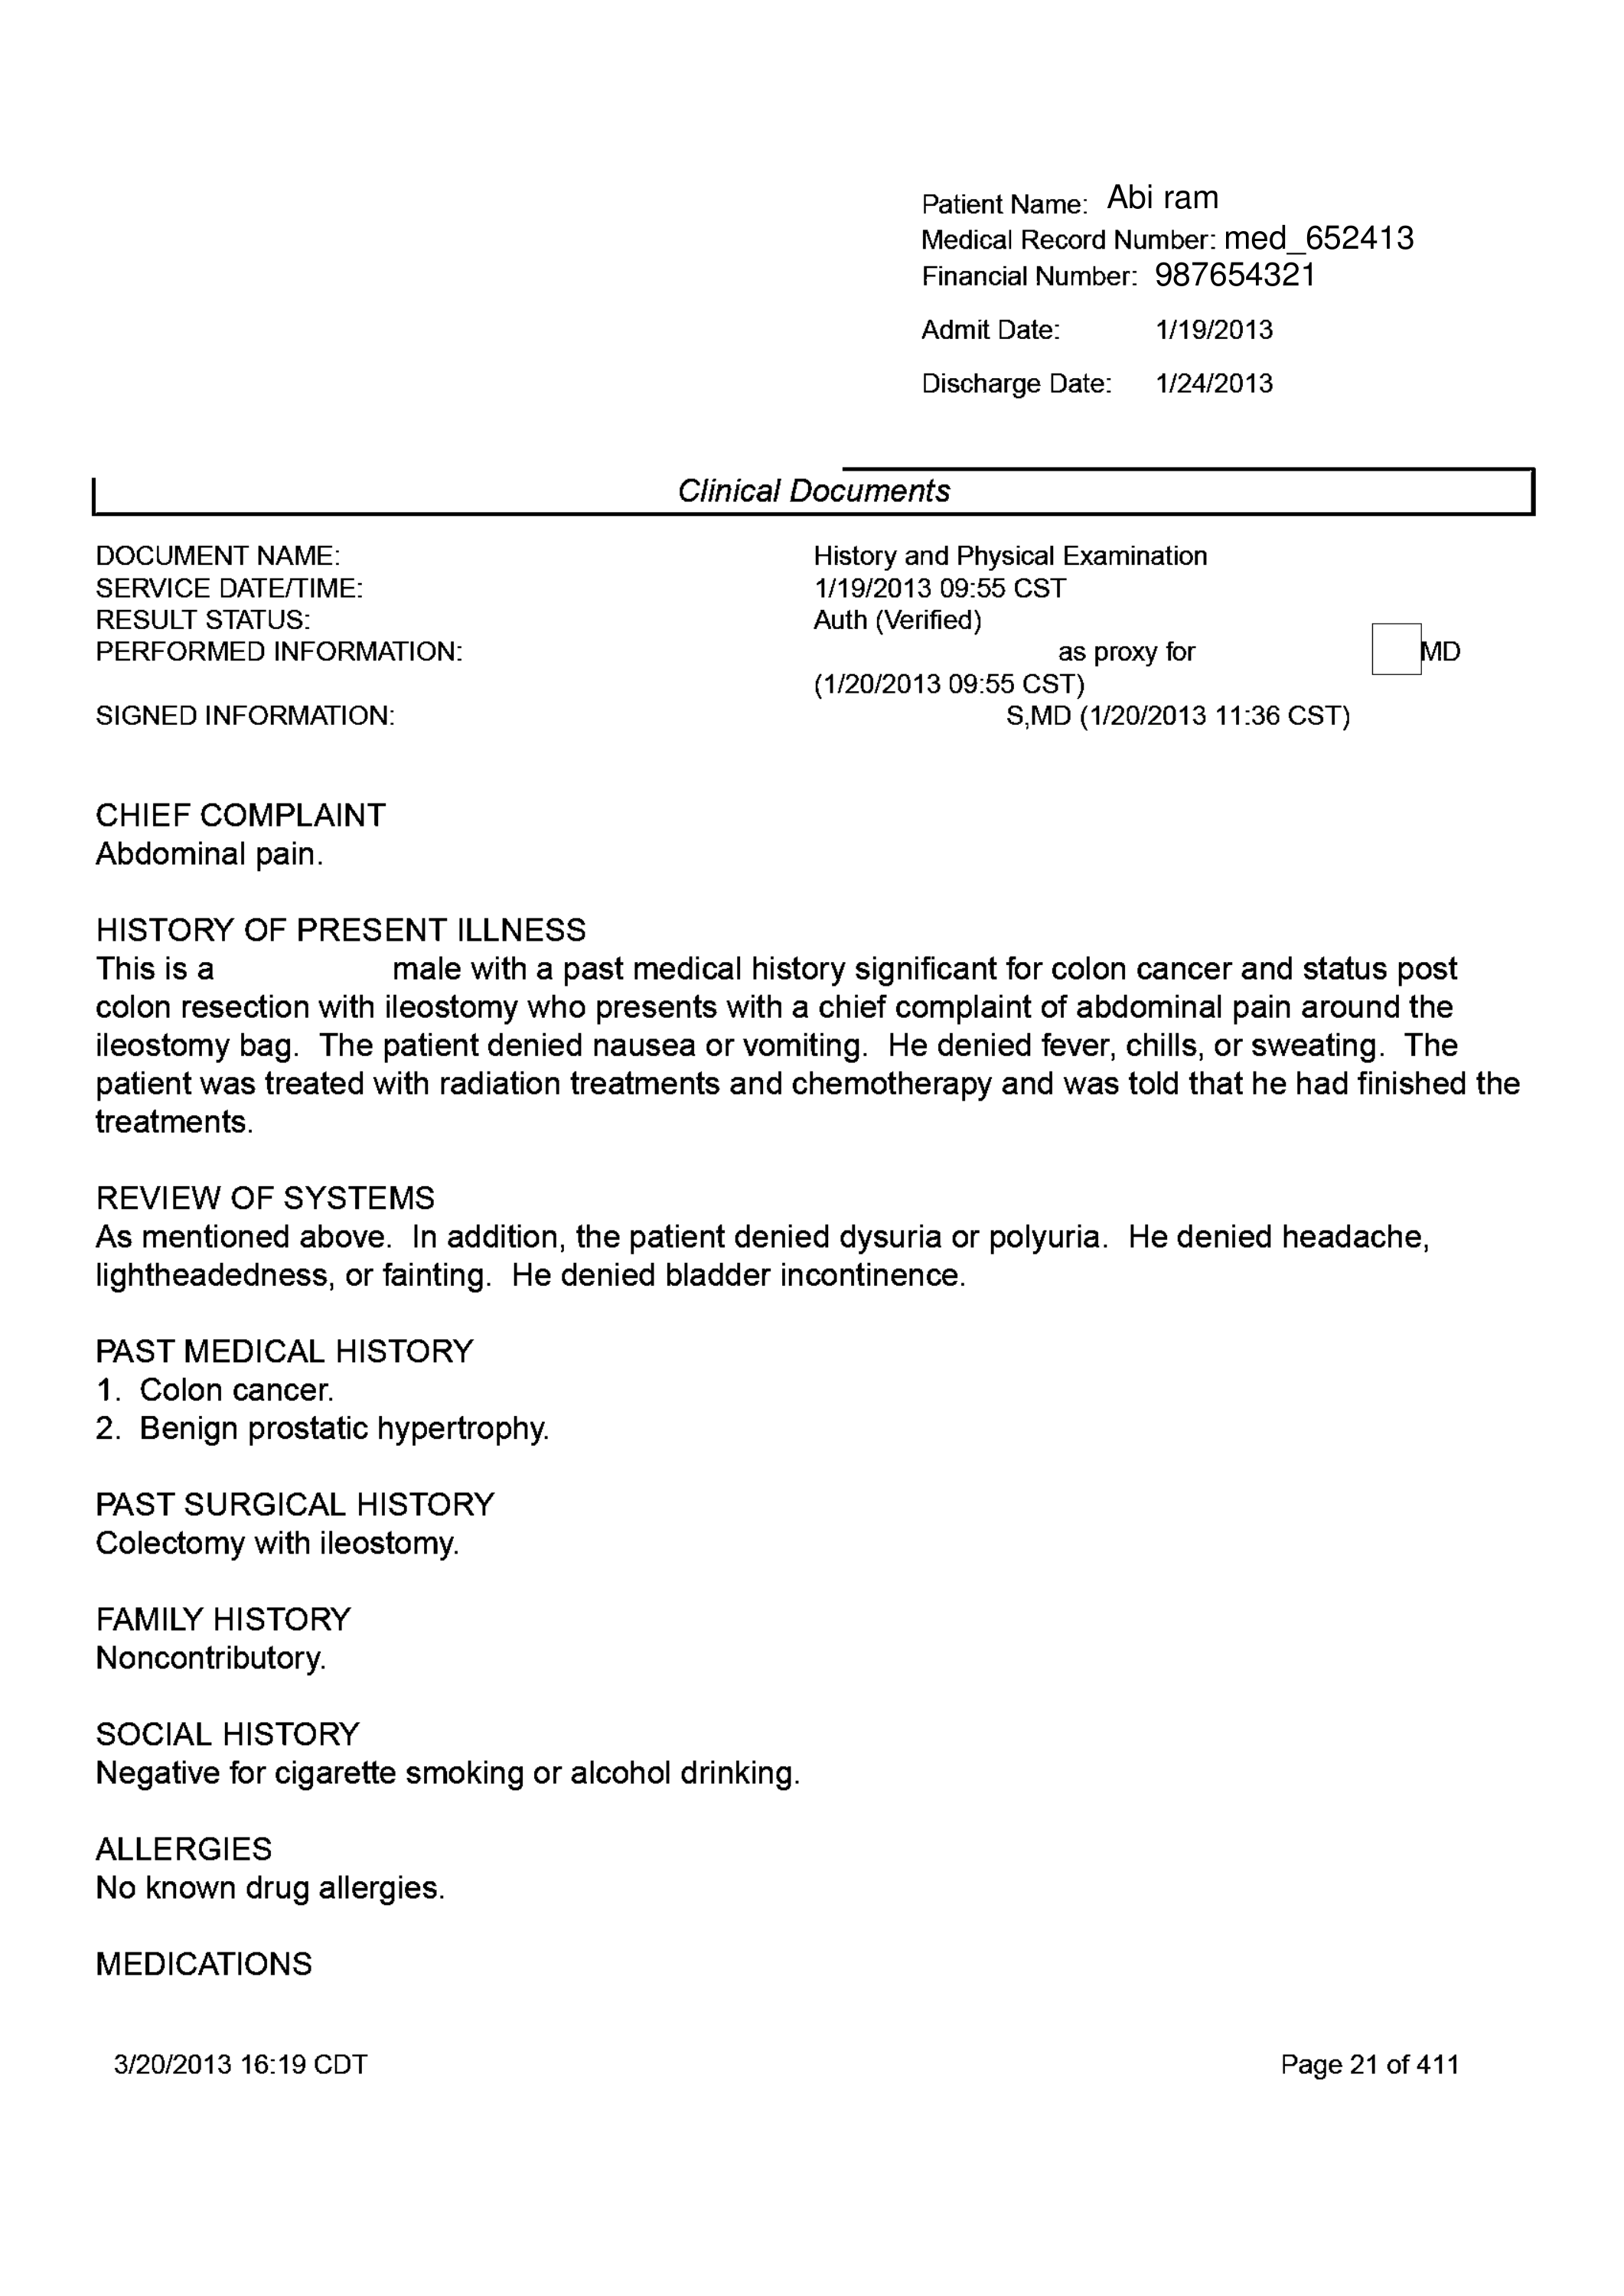 Patient Name: Abi ram
Medical Record Number: med_652413
Financial Number: 987654321
Admit Date: 1/19/2013
Discharge Date: 1/24/2013
Clinical Documents
DOCUMENT NAME: History and Physical Examination
SERVICE DATE/TIME: 1/19/2013 09:55 CST
RESULT STATUS: Auth (Verified)
PERFORMED INFORMATION: as proxy for MD
(1/20/2013 09:55 CST)
SIGNED INFORMATION: S,MD (1/20/2013 11:36 CST)
CHIEF COMPLAINT
Abdominal pain.
HISTORY OF PRESENT ILLNESS
This is a male with a past medical history significant for colon cancer and status post
colon resection with ileostomy who presents with a chief complaint of abdominal pain around the
ileostomy bag. The patient denied nausea or vomiting. He denied fever, chills, or sweating. The
patient was treated with radiation treatments and chemotherapy and was told that he had finished the
treatments.
REVIEW OF SYSTEMS
As mentioned above. In addition, the patient denied dysuria or polyuria. He denied headache,
lightheadedness, or fainting. He denied bladder incontinence.
PAST MEDICAL HISTORY
1. Colon cancer.
2. Benign prostatic hypertrophy.
PAST SURGICAL HISTORY
Colectomy with ileostomy.
FAMILY HISTORY
Noncontributory.
SOCIAL HISTORY
Negative for cigarette smoking or alcohol drinking.
ALLERGIES
No known drug allergies.
MEDICATIONS
3/20/2013 16:19 CDT Page 21 of 411